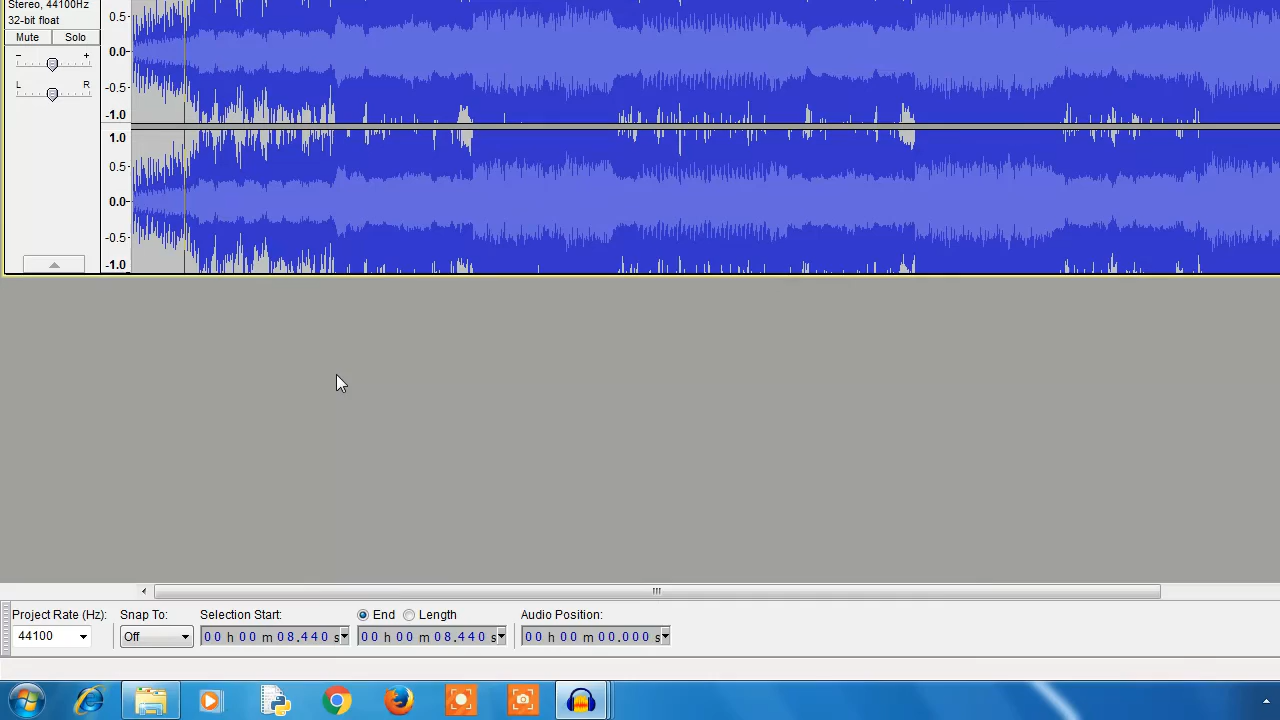 Stereo, 44100Hz
32-bit float
Mute Solo
- +
L R
0.5
0.0
-0.5
-1.0
1.0
0.5
0.0
-0.5
-1.0
Project Rate (Hz): Snap To: Selection Start: End Length Audio Position:
44100 Off 00 h 00 m 08.440 s 00 h 00 m 08.440 s 00 h 00 m 00.000 s